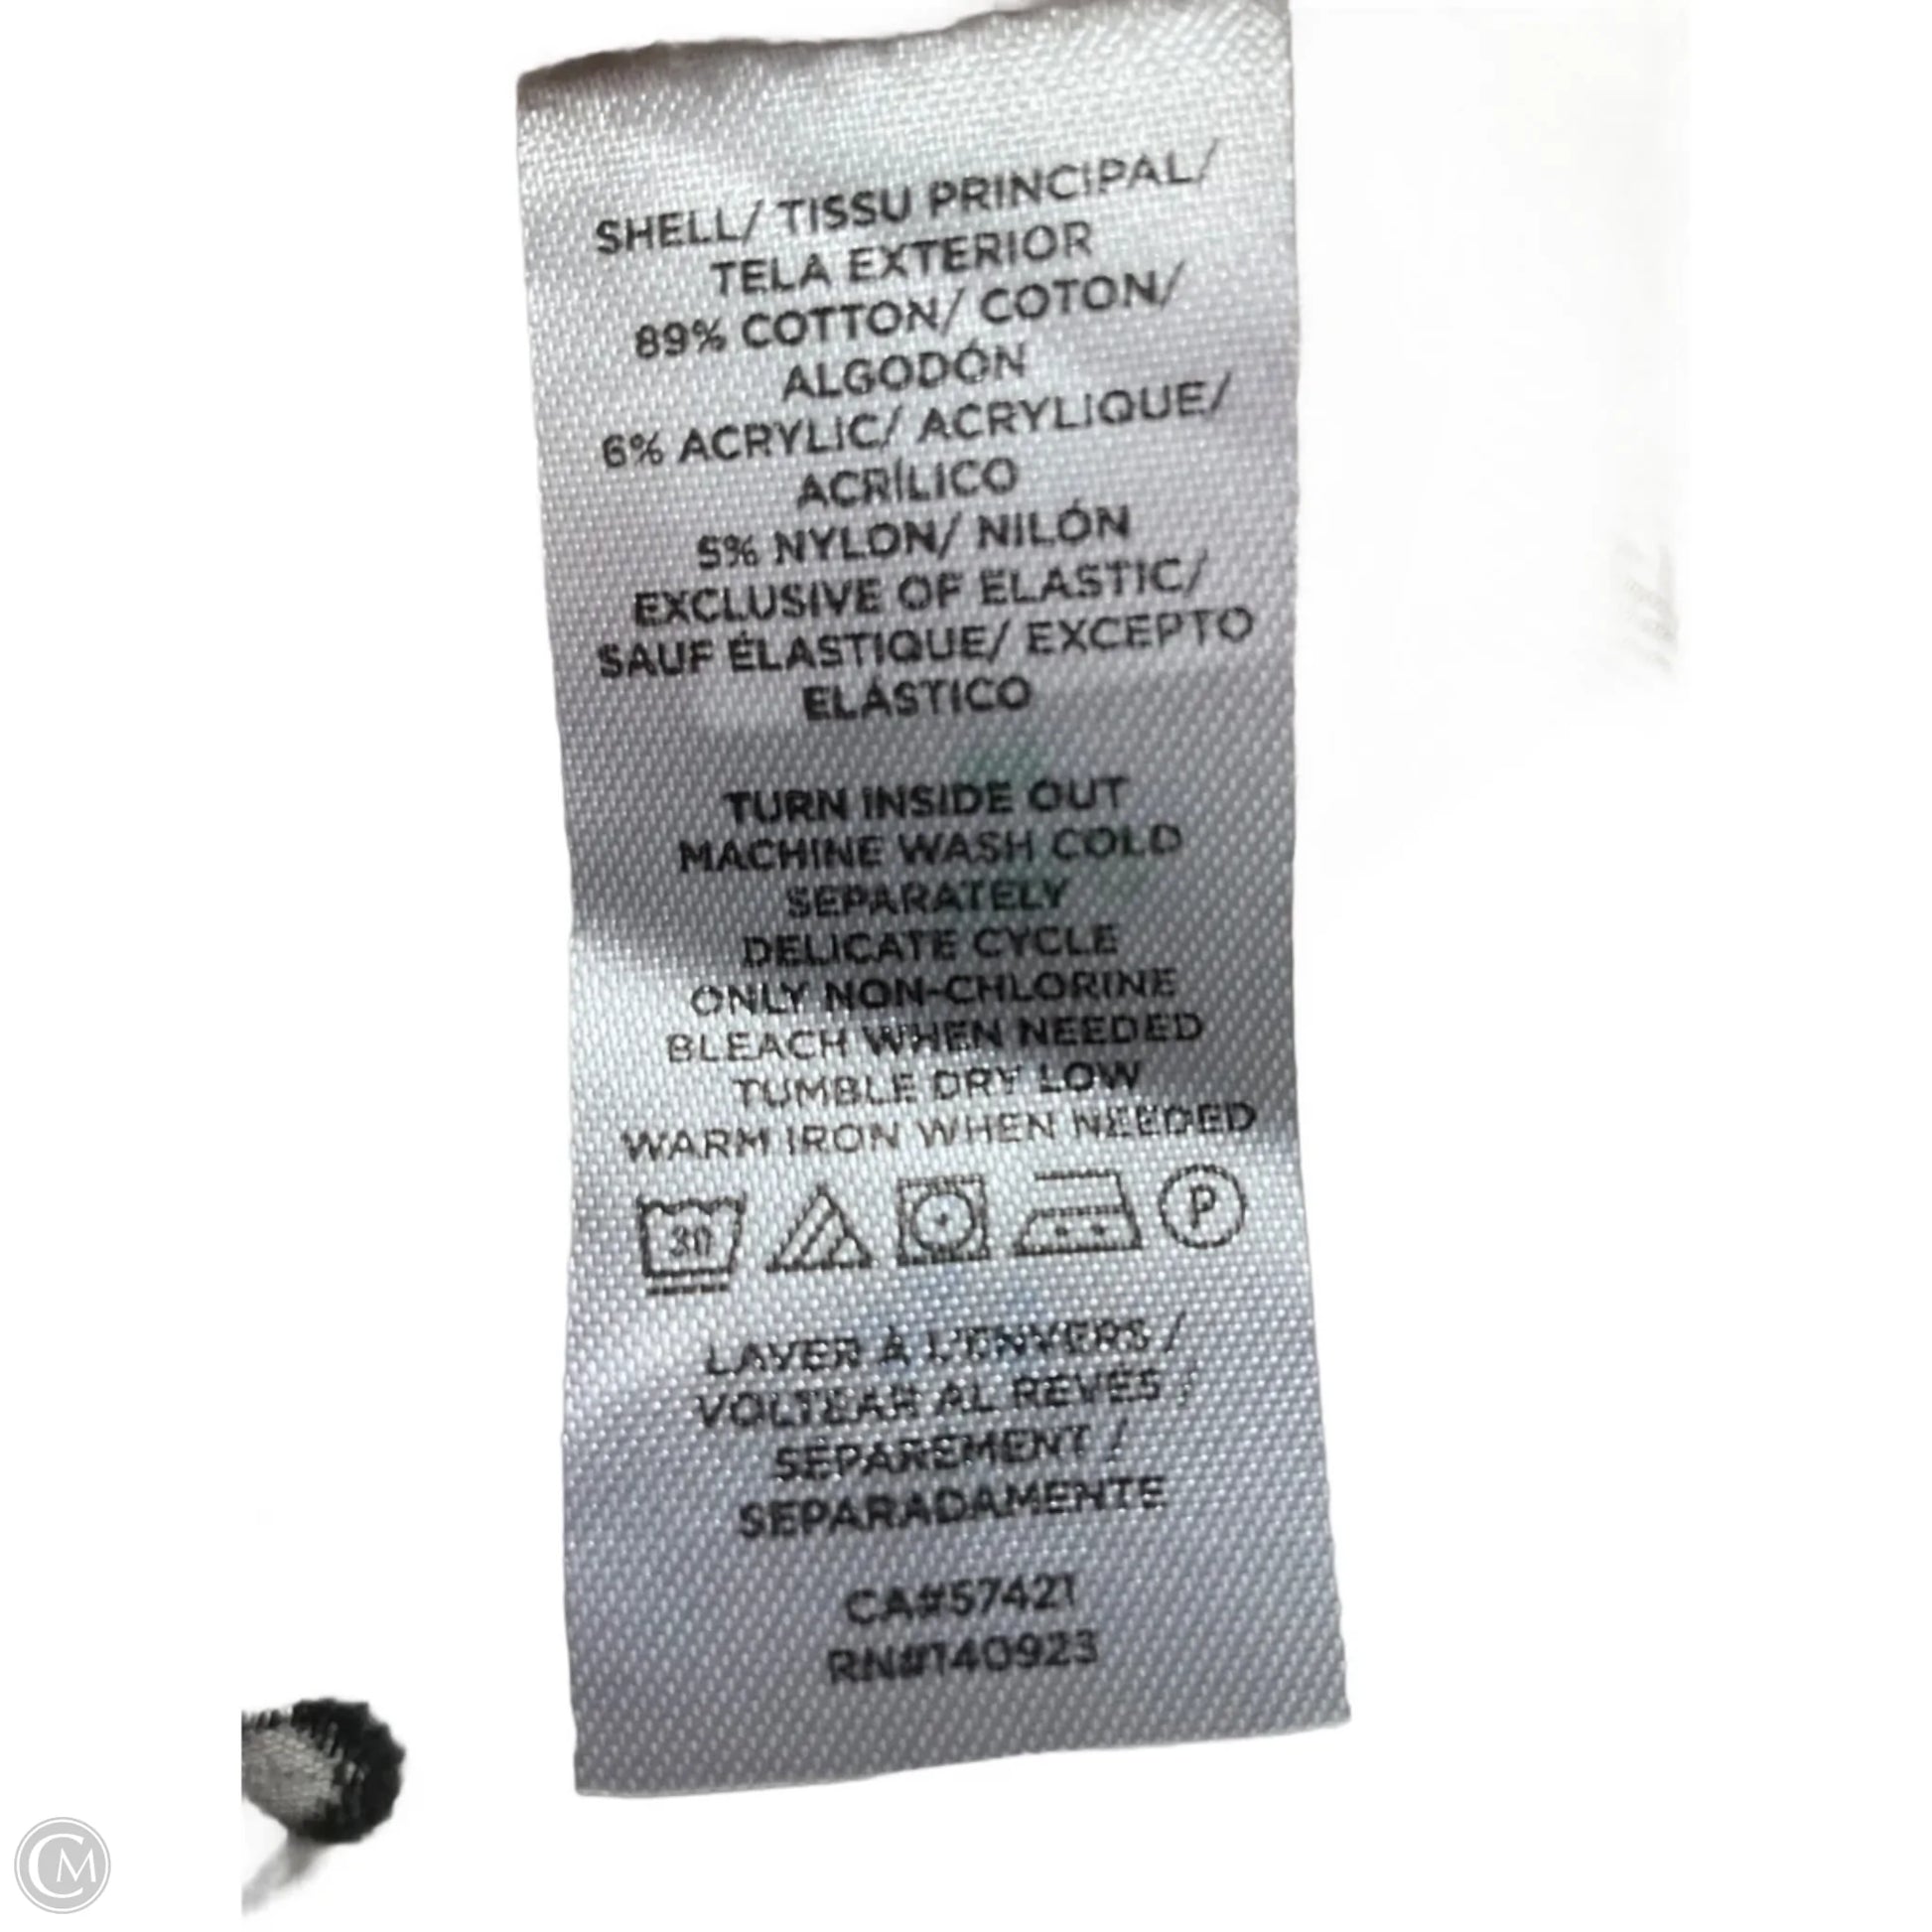 SHELL/ TISSU PRINCIPAL/
TELA EXTERIOR
89% COTTON/ COTON/
ALGODÓN
6% ACRYLIC/ ACRYLIQUE/
ACRÍLICO
5% NYLON/ NILÓN
EXCLUSIVE OF ELASTIC/
SAUF ÉLASTIQUE/ EXCEPTO
ELÁSTICO
TURN INSIDE OUT
MACHINE WASH COLD
SEPARATELY
DELICATE CYCLE
ONLY NON-CHLORINE
BLEACH WHEN NEEDED
TUMBLE DRY LOW
WARM IRON WHEN NEEDED
30 P
LAVER À L'ENVERS /
VOLTEAR AL REVÉS /
SÉPARÉMENT /
SEPARADAMENTE
CA#57421
RN#140923
CM